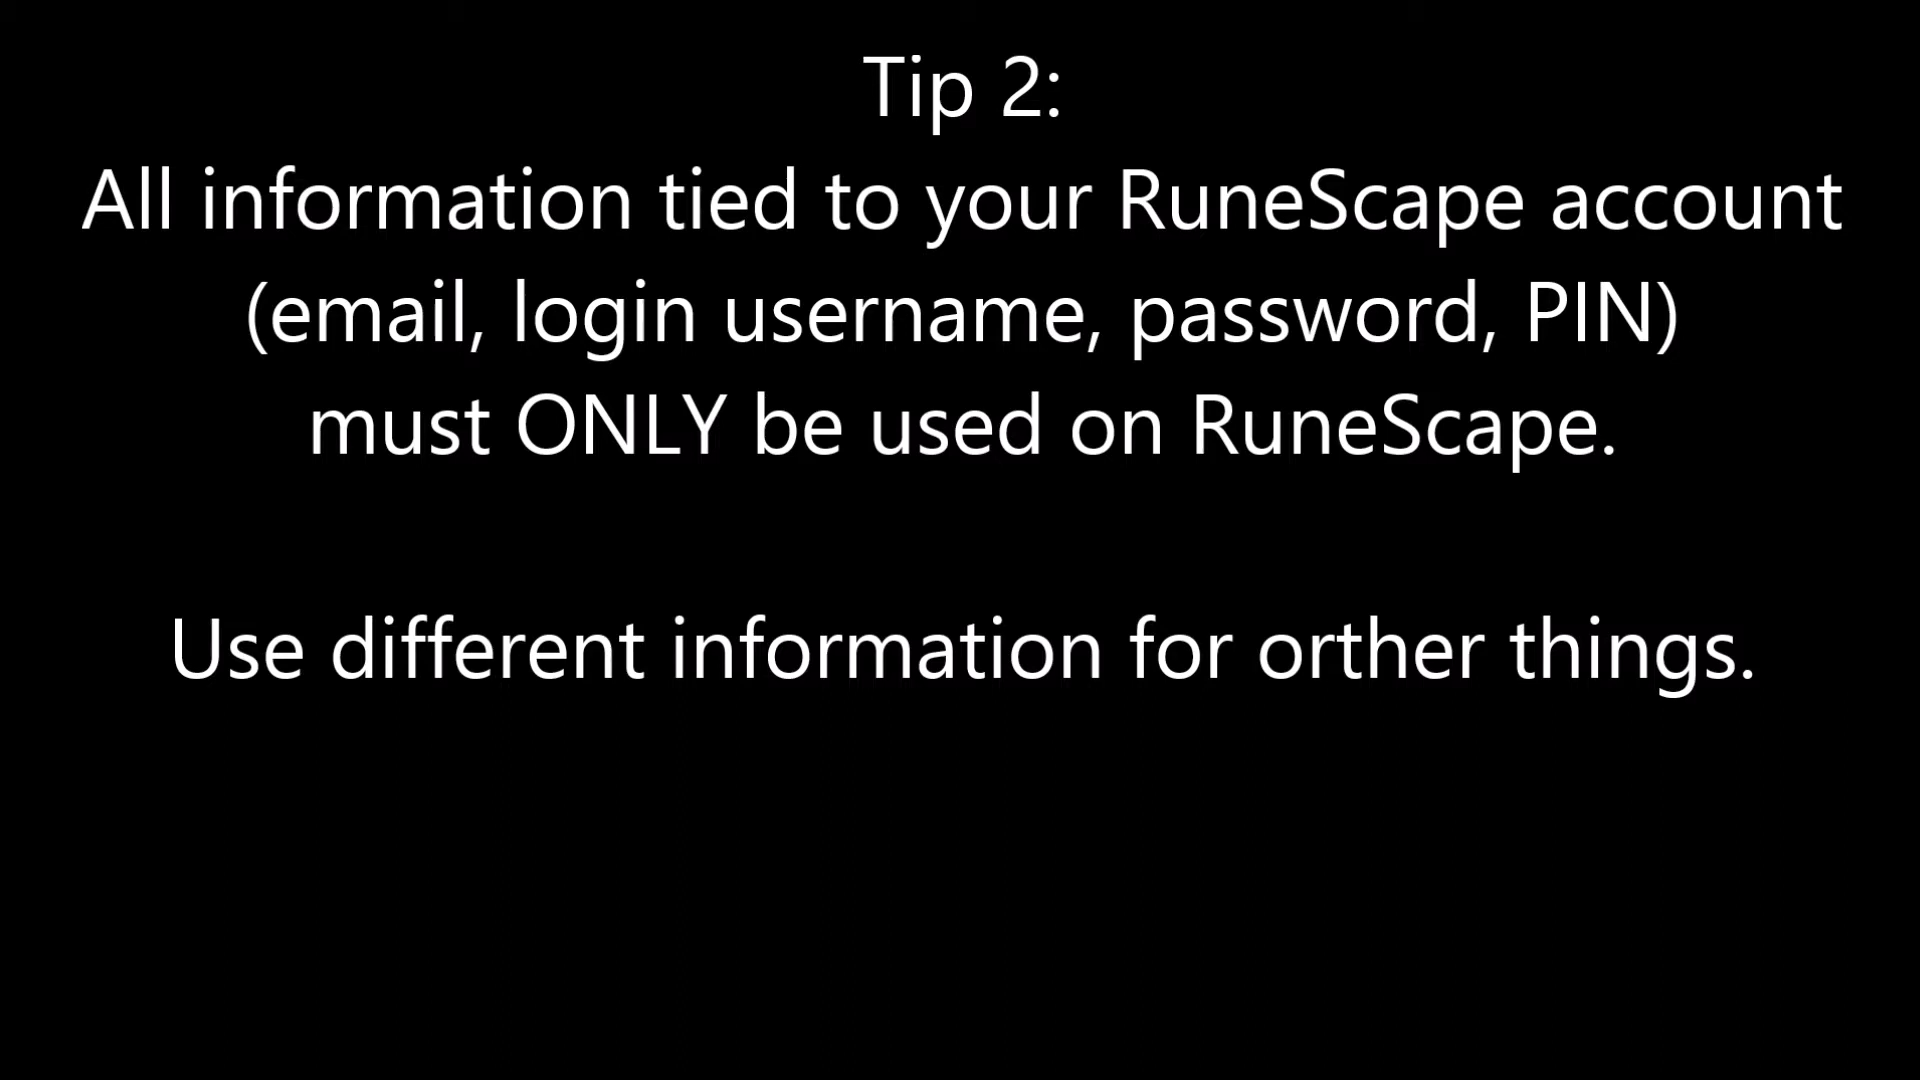 Tip 2:
All information tied to your RuneScape account
(email, login username, password, PIN)
must ONLY be used on RuneScape.
Use different information for orther things.